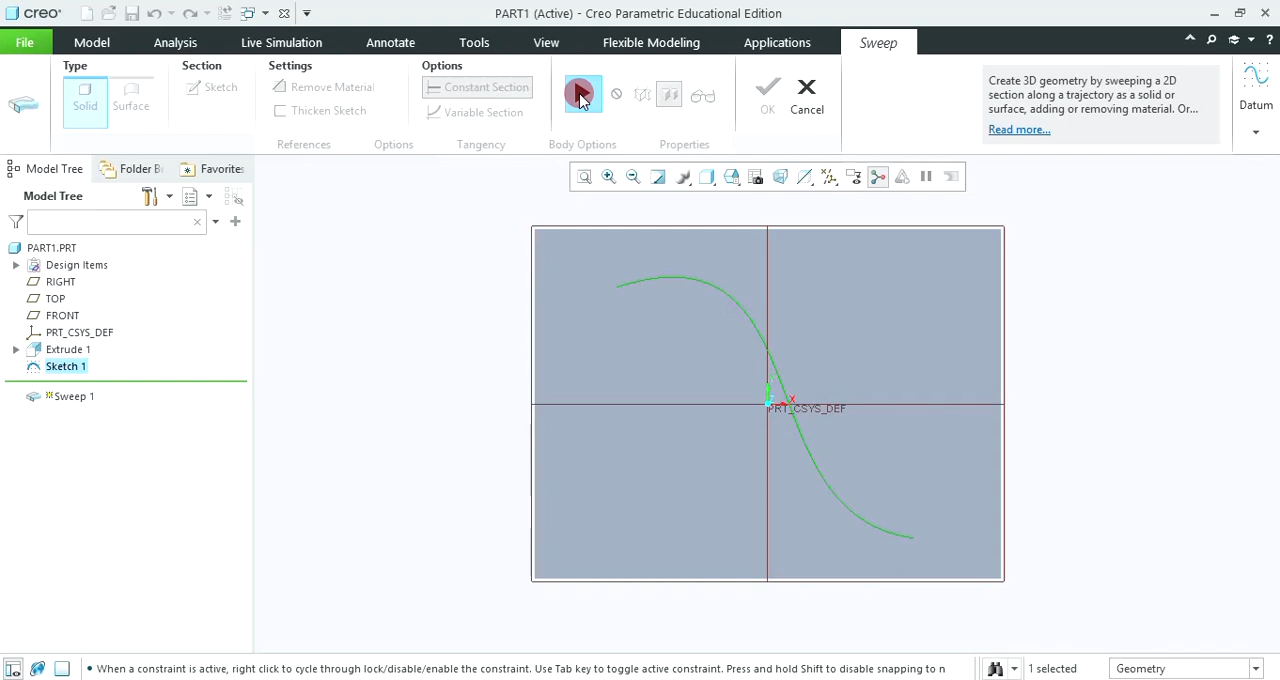 creo
PART1 (Active) - Creo Parametric Educational Edition
File
Model
Analysis
Live Simulation
Annotate
Tools
View
Flexible Modeling
Applications
Sweep
Type
Solid
Surface
Section
Sketch
Settings
Remove Material
Thicken Sketch
Options
Constant Section
Variable Section
OK
Cancel
Create 3D geometry by sweeping a 2D
section along a trajectory as a solid or
surface, adding or removing material. Or...
Read more...
Datum
References
Options
Tangency
Body Options
Properties
Model Tree
Folder B
Favorites
Model Tree
PART1.PRT
Design Items
RIGHT
TOP
FRONT
PRT_CSYS_DEF
Extrude 1
Sketch 1
Sweep 1
X
PRT_CSYS_DEF
• When a constraint is active, right click to cycle through lock/disable/enable the constraint. Use Tab key to toggle active constraint. Press and hold Shift to disable snapping to n
1 selected
Geometry